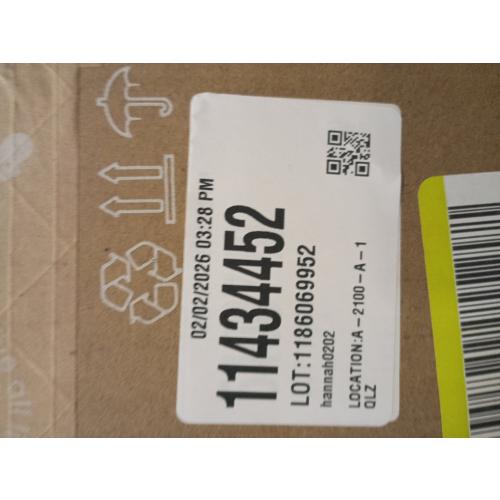 02/02/2026 03:28 PM
11434452
LOT:1186069952
hannah0202
LOCATION:A-2100-A-1
QLZ